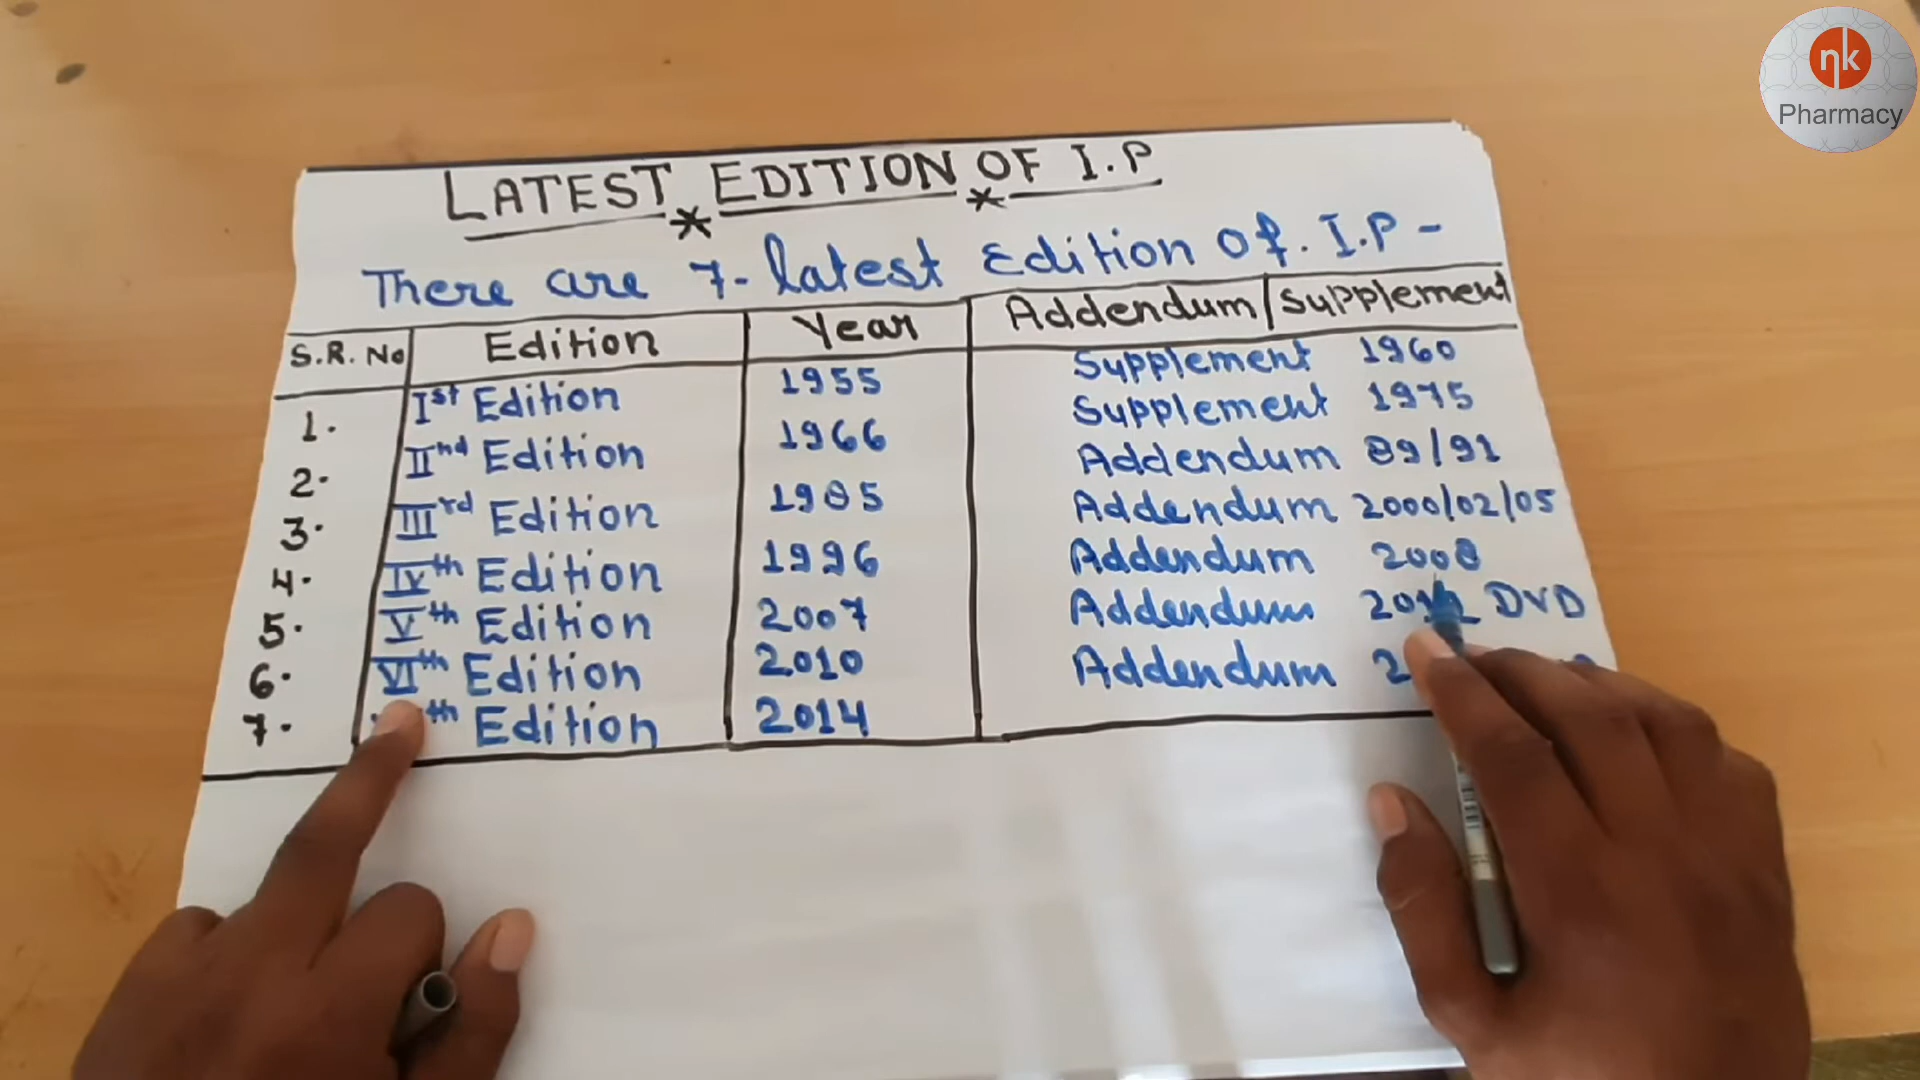 ηk
Pharmacy
LATEST EDITION OF I.P
There are 7- latest Edition Of. I.P -
S.R. No Edition Year Addendum/Supplement
1. Ist Edition 1955 Supplement 1960
2. IInd Edition 1966 Supplement 1975
3. IIIrd Edition 1985 Addendum 89/91
4. IVth Edition 1996 Addendum 2000/02/05
5. Vth Edition 2007 Addendum 2008
6. VIth Edition 2010 Addendum DVD
7. Edition 2014 Addendum